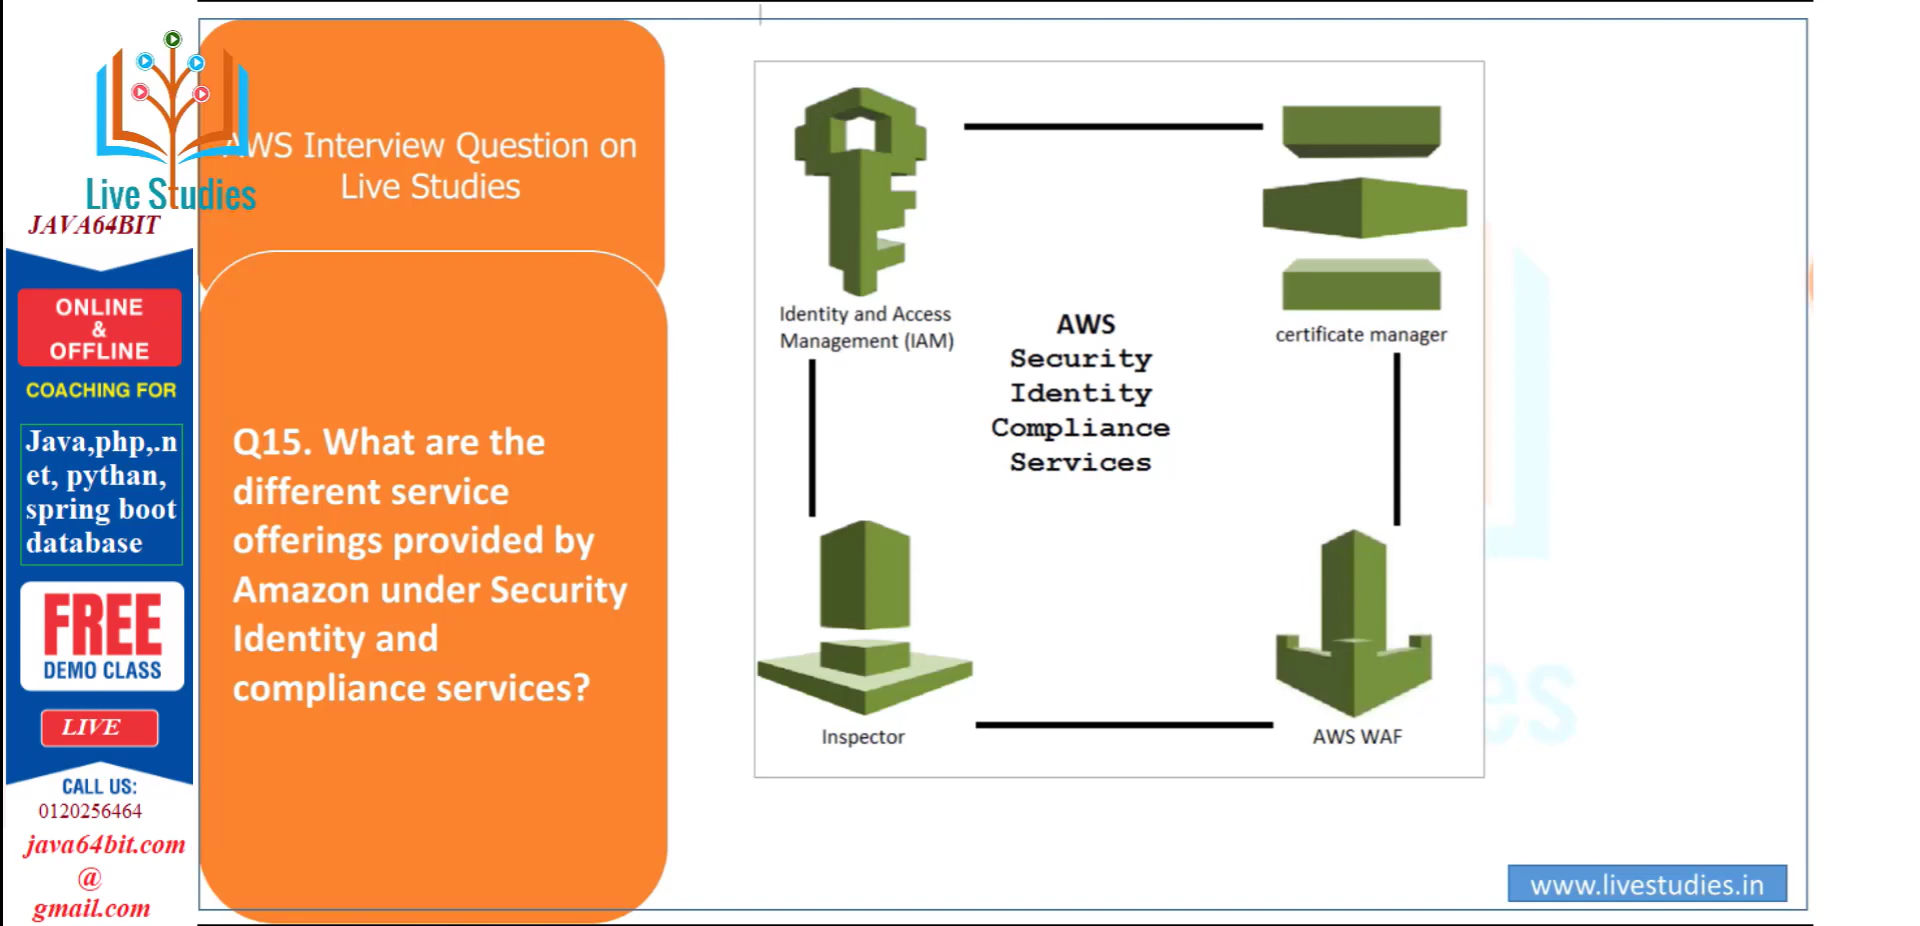 Live Studies
JAVA64BIT
ONLINE
&
OFFLINE
COACHING FOR
Java,php,.n
et, pythan,
spring boot
database
FREE
DEMO CLASS
LIVE
CALL US:
0120256464
java64bit.com
@
gmail.com
AWS Interview Question on
Live Studies
Q15. What are the
different service
offerings provided by
Amazon under Security
Identity and
compliance services?
Identity and Access
Management (IAM)
certificate manager
AWS
Security
Identity
Compliance
Services
Inspector
AWS WAF
es
www.livestudies.in